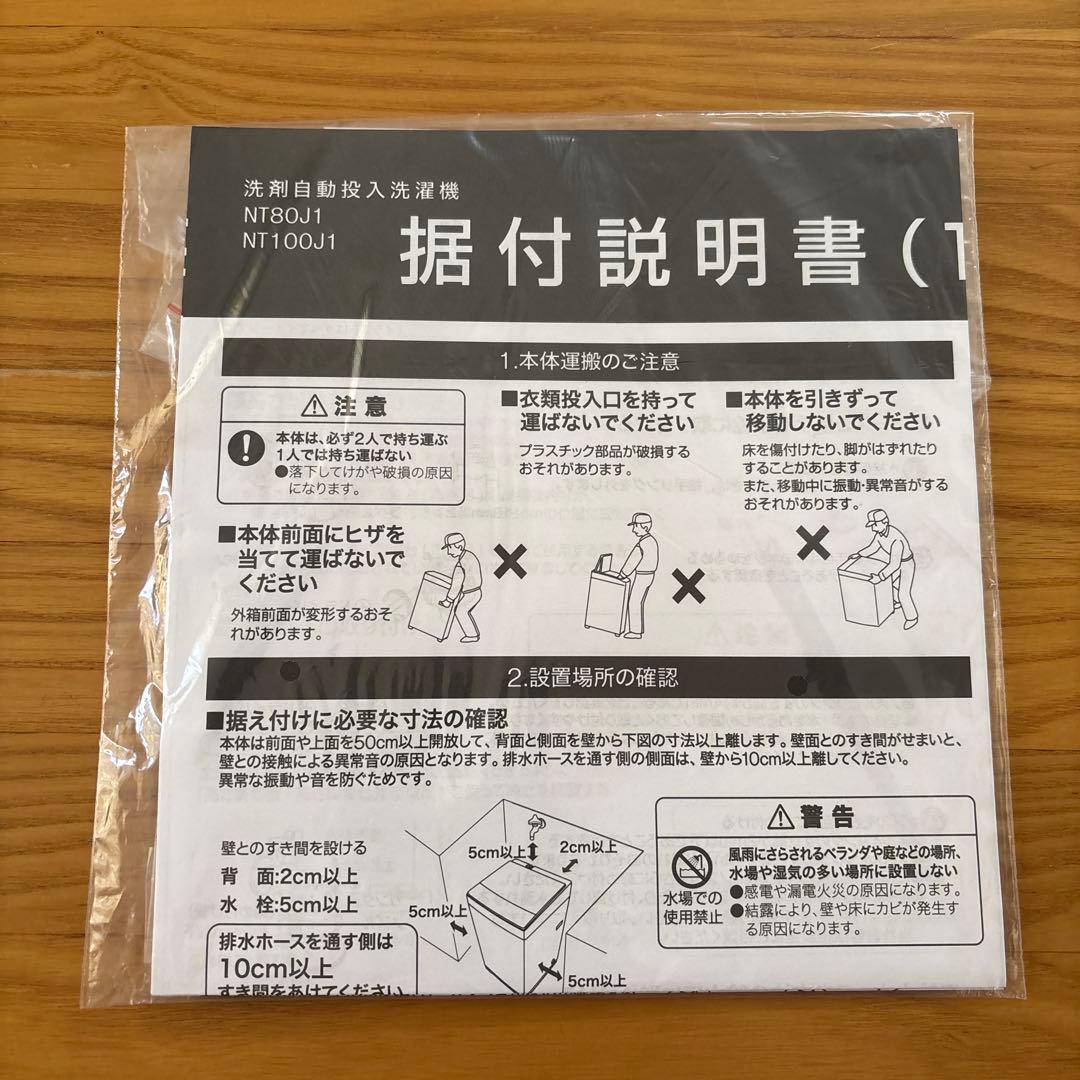 洗剤自動投入洗濯機
NT80J1
NT100J1
据付説明書(
1.本体運搬のご注意
⚠注意
本体は、必ず2人で持ち運ぶ
1人では持ち運ばない
●落下してけがや破損の原因
になります。
■衣類投入口を持って
運ばないでください
プラスチック部品が破損する
おそれがあります。
■本体を引きずって
移動しないでください
床を傷付けたり、脚がはずれたり
することがあります。
また、移動中に振動・異常音がする
おそれがあります。
■本体前面にヒザを
当てて運ばないで
ください
外箱前面が変形するおそ
れがあります。
2.設置場所の確認
■据え付けに必要な寸法の確認
本体は前面や上面を50cm以上開放して、背面と側面を壁から下図の寸法以上離します。壁面とのすき間がせまいと、
壁との接触による異常音の原因となります。排水ホースを通す側の側面は、壁から10cm以上離してください。
異常な振動や音を防ぐためです。
壁とのすき間を設ける
背 面:2cm以上
水 栓:5cm以上
排水ホースを通す側は
10cm以上
すき間をあけてください
5cm以上
2cm以上
5cm以上
5cm以上
⚠警告
水場での
使用禁止
風雨にさらされるベランダや庭などの場所、
水場や湿気の多い場所に設置しない
●感電や漏電火災の原因になります。
●結露により、壁や床にカビが発生す
る原因になります。